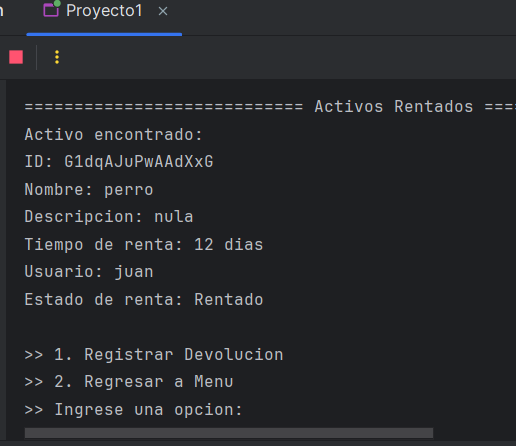 Proyecto1
============================ Activos Rentados ====
Activo encontrado:
ID: G1dqAJuPwAAdXxG
Nombre: perro
Descripcion: nula
Tiempo de renta: 12 dias
Usuario: juan
Estado de renta: Rentado
>> 1. Registrar Devolucion
>> 2. Regresar a Menu
>> Ingrese una opcion: